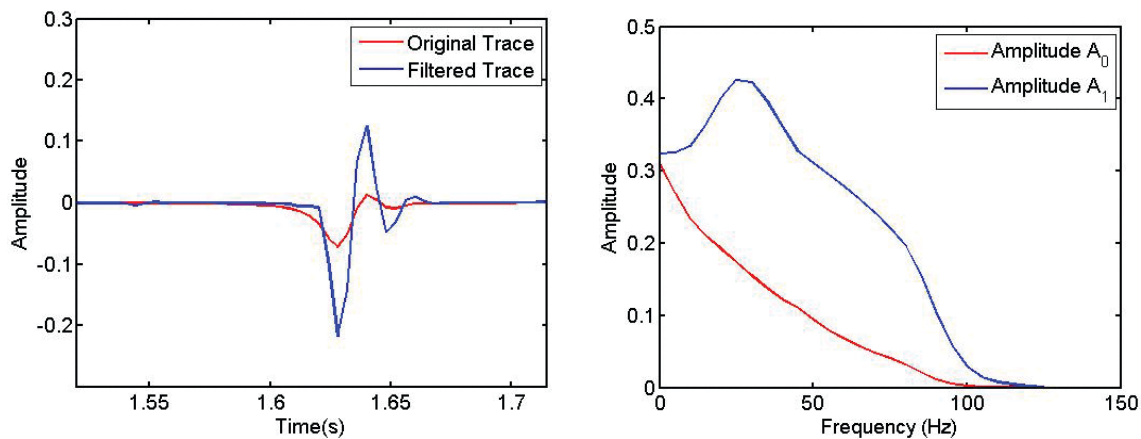 0.3
0.2
0.1
0
-0.1
-0.2
Amplitude
Original Trace
Filtered Trace
1.55
1.6
1.65
1.7
Time(s)
0.5
0.4
0.3
0.2
0.1
0
Amplitude
Amplitude A₀
Amplitude A₁
0
50
100
150
Frequency (Hz)